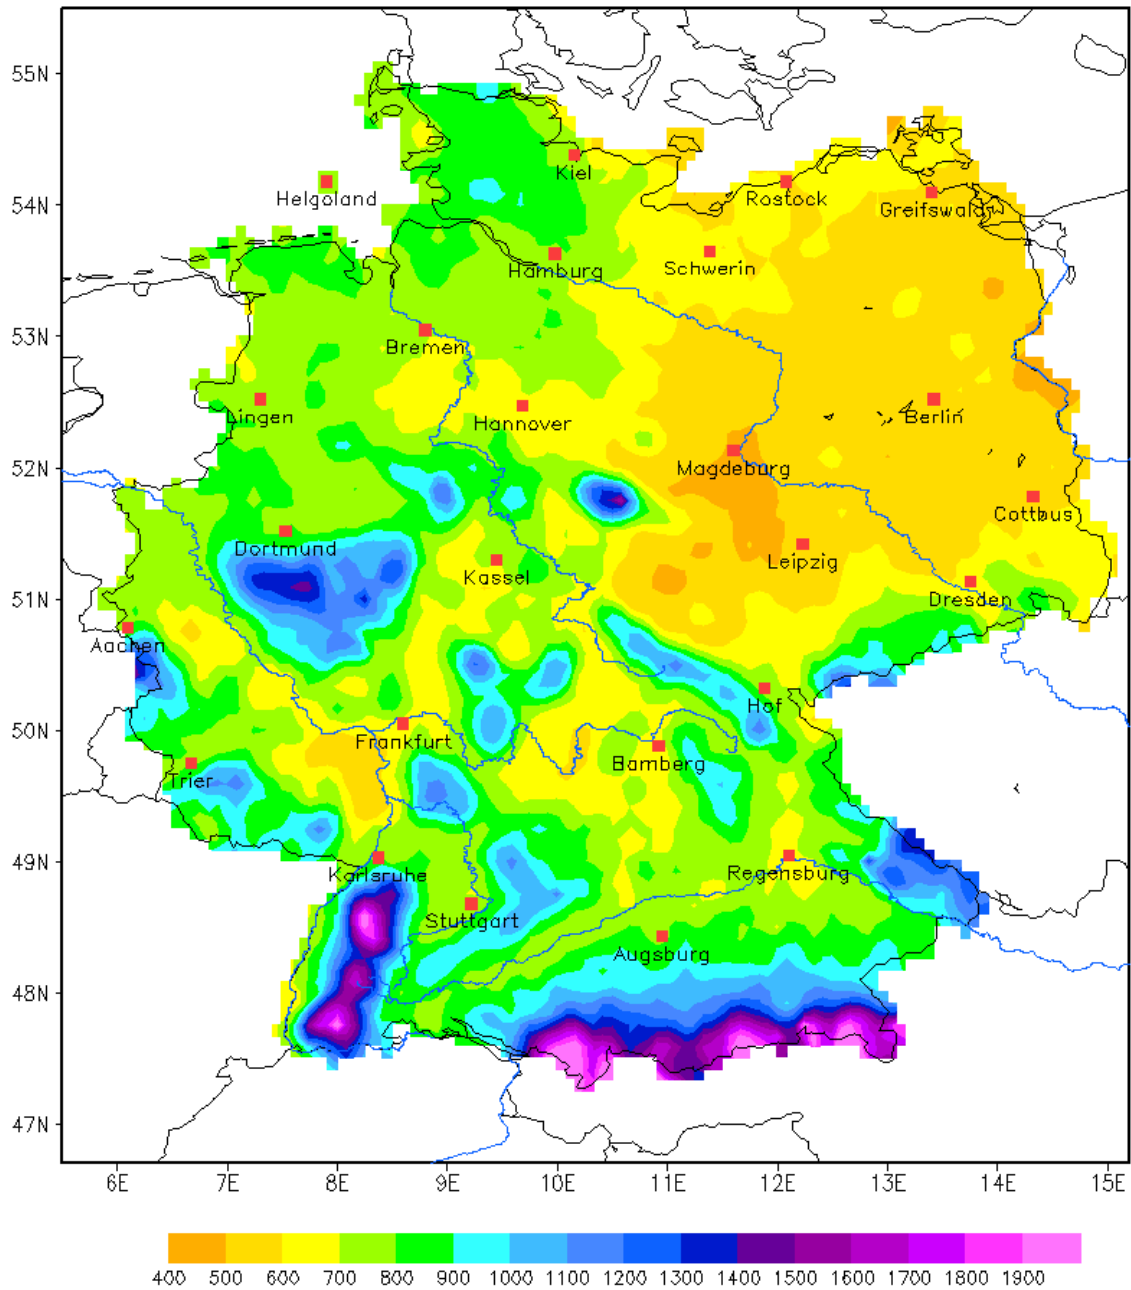 55N
Kiel
Helgoland
Rostock
54N
Greifswald
Schwerin
Hamburg
53N
Bremen
Lingen
Berlin
Hannover
52N
Magdeburg
Cottbus
Dortmund
Leipzig
Kassel
51N
Dresden
Aachen
Hof
50N
Frankfurt
Bamberg
Trier
49N
Karlsruhe
Regensburg
Stuttgart
Augsburg
48N
47N
6E 7E 8E 9E 10E 11E 12E 13E 14E 15E
400 500 600 700 800 900 1000 1100 1200 1300 1400 1500 1600 1700 1800 1900